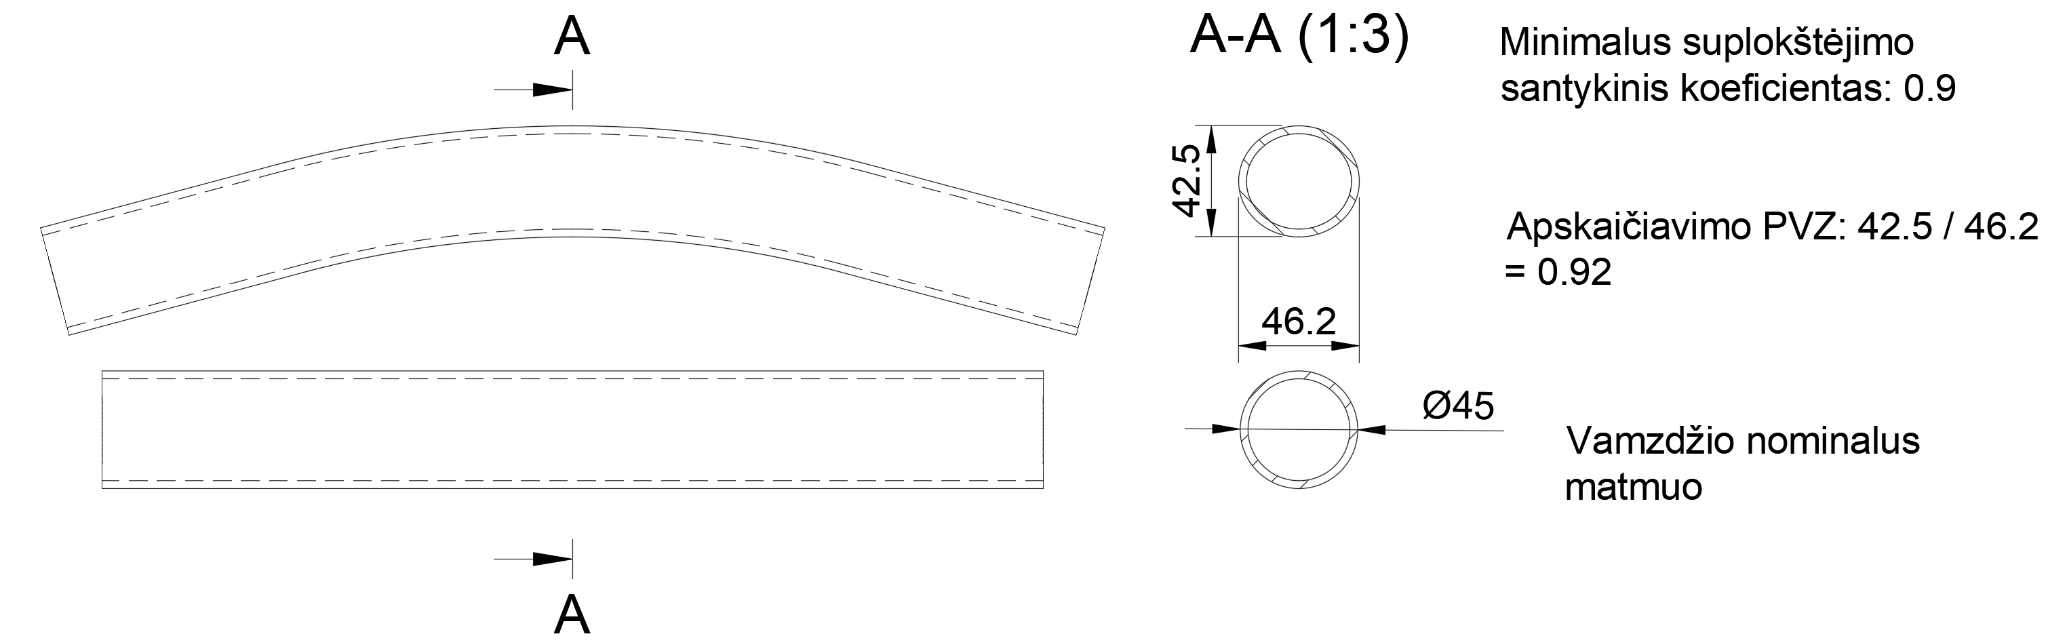 A
A-A (1:3)
Minimalus suplokštėjimo
santykinis koeficientas: 0.9
42.5
Apskaičiavimo PVZ: 42.5 / 46.2
= 0.92
46.2
Ø45
Vamzdžio nominalus
matmuo
A